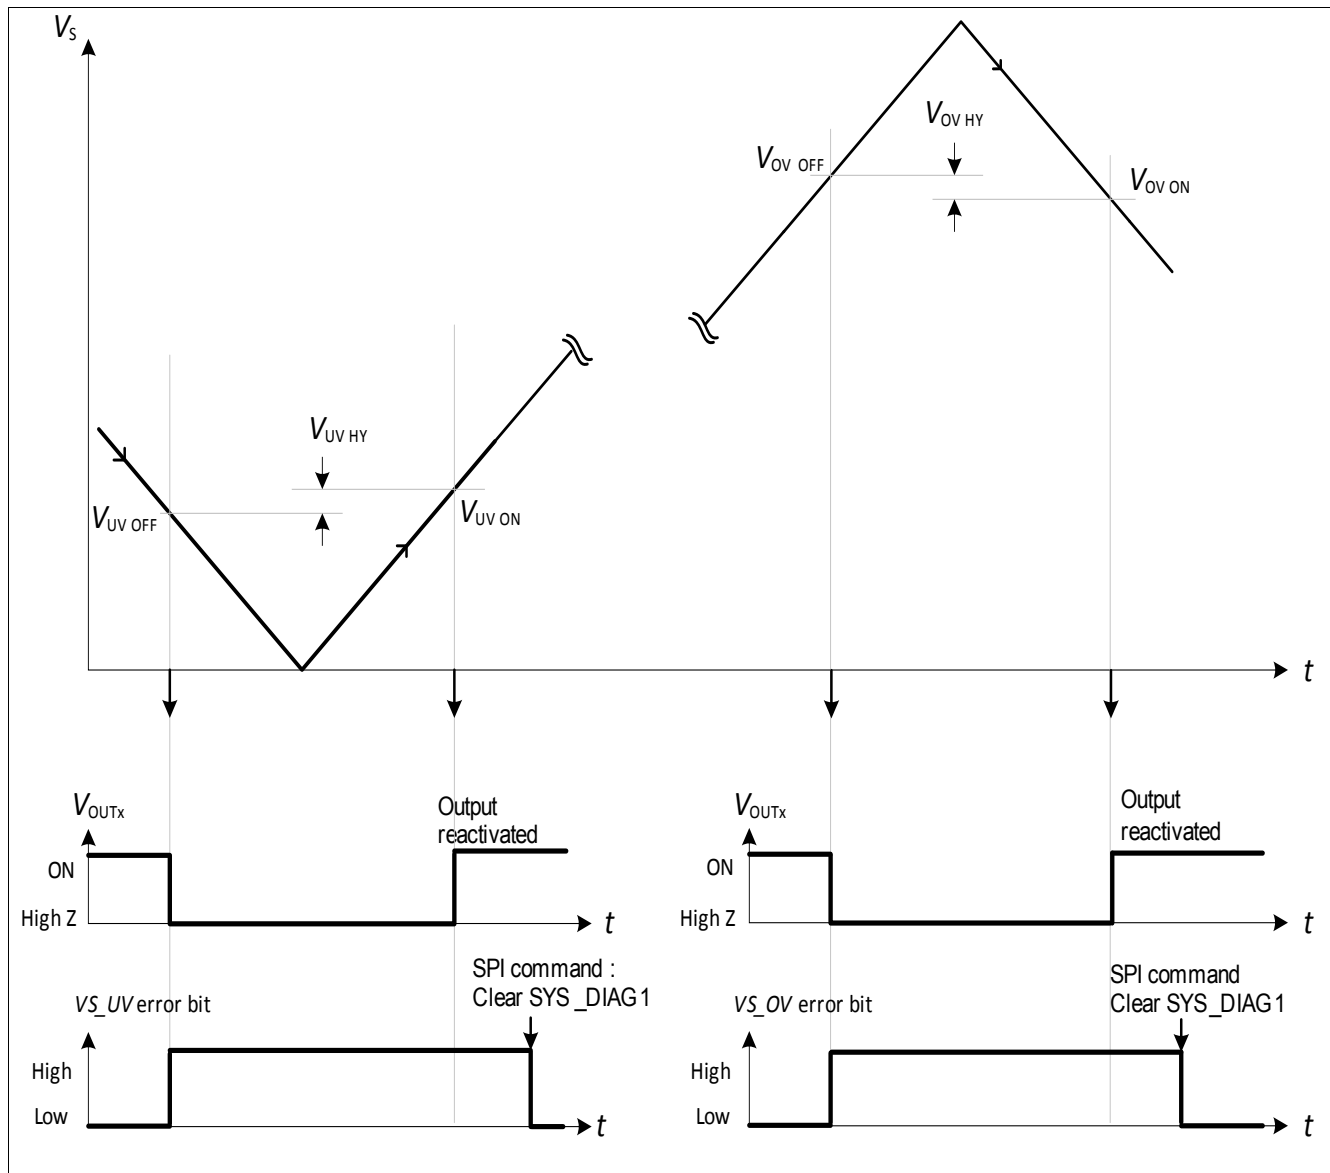 VS
VOV HY
VOV OFF
VOV ON
VUV HY
VUV OFF
VUV ON
t
VOUTx
Output
reactivated
ON
High Z
t
VOUTx
Output
reactivated
ON
High Z
t
SPI command :
Clear SYS_DIAG1
VS_UV error bit
High
Low
t
SPI command
Clear SYS_DIAG1
VS_OV error bit
High
Low
t